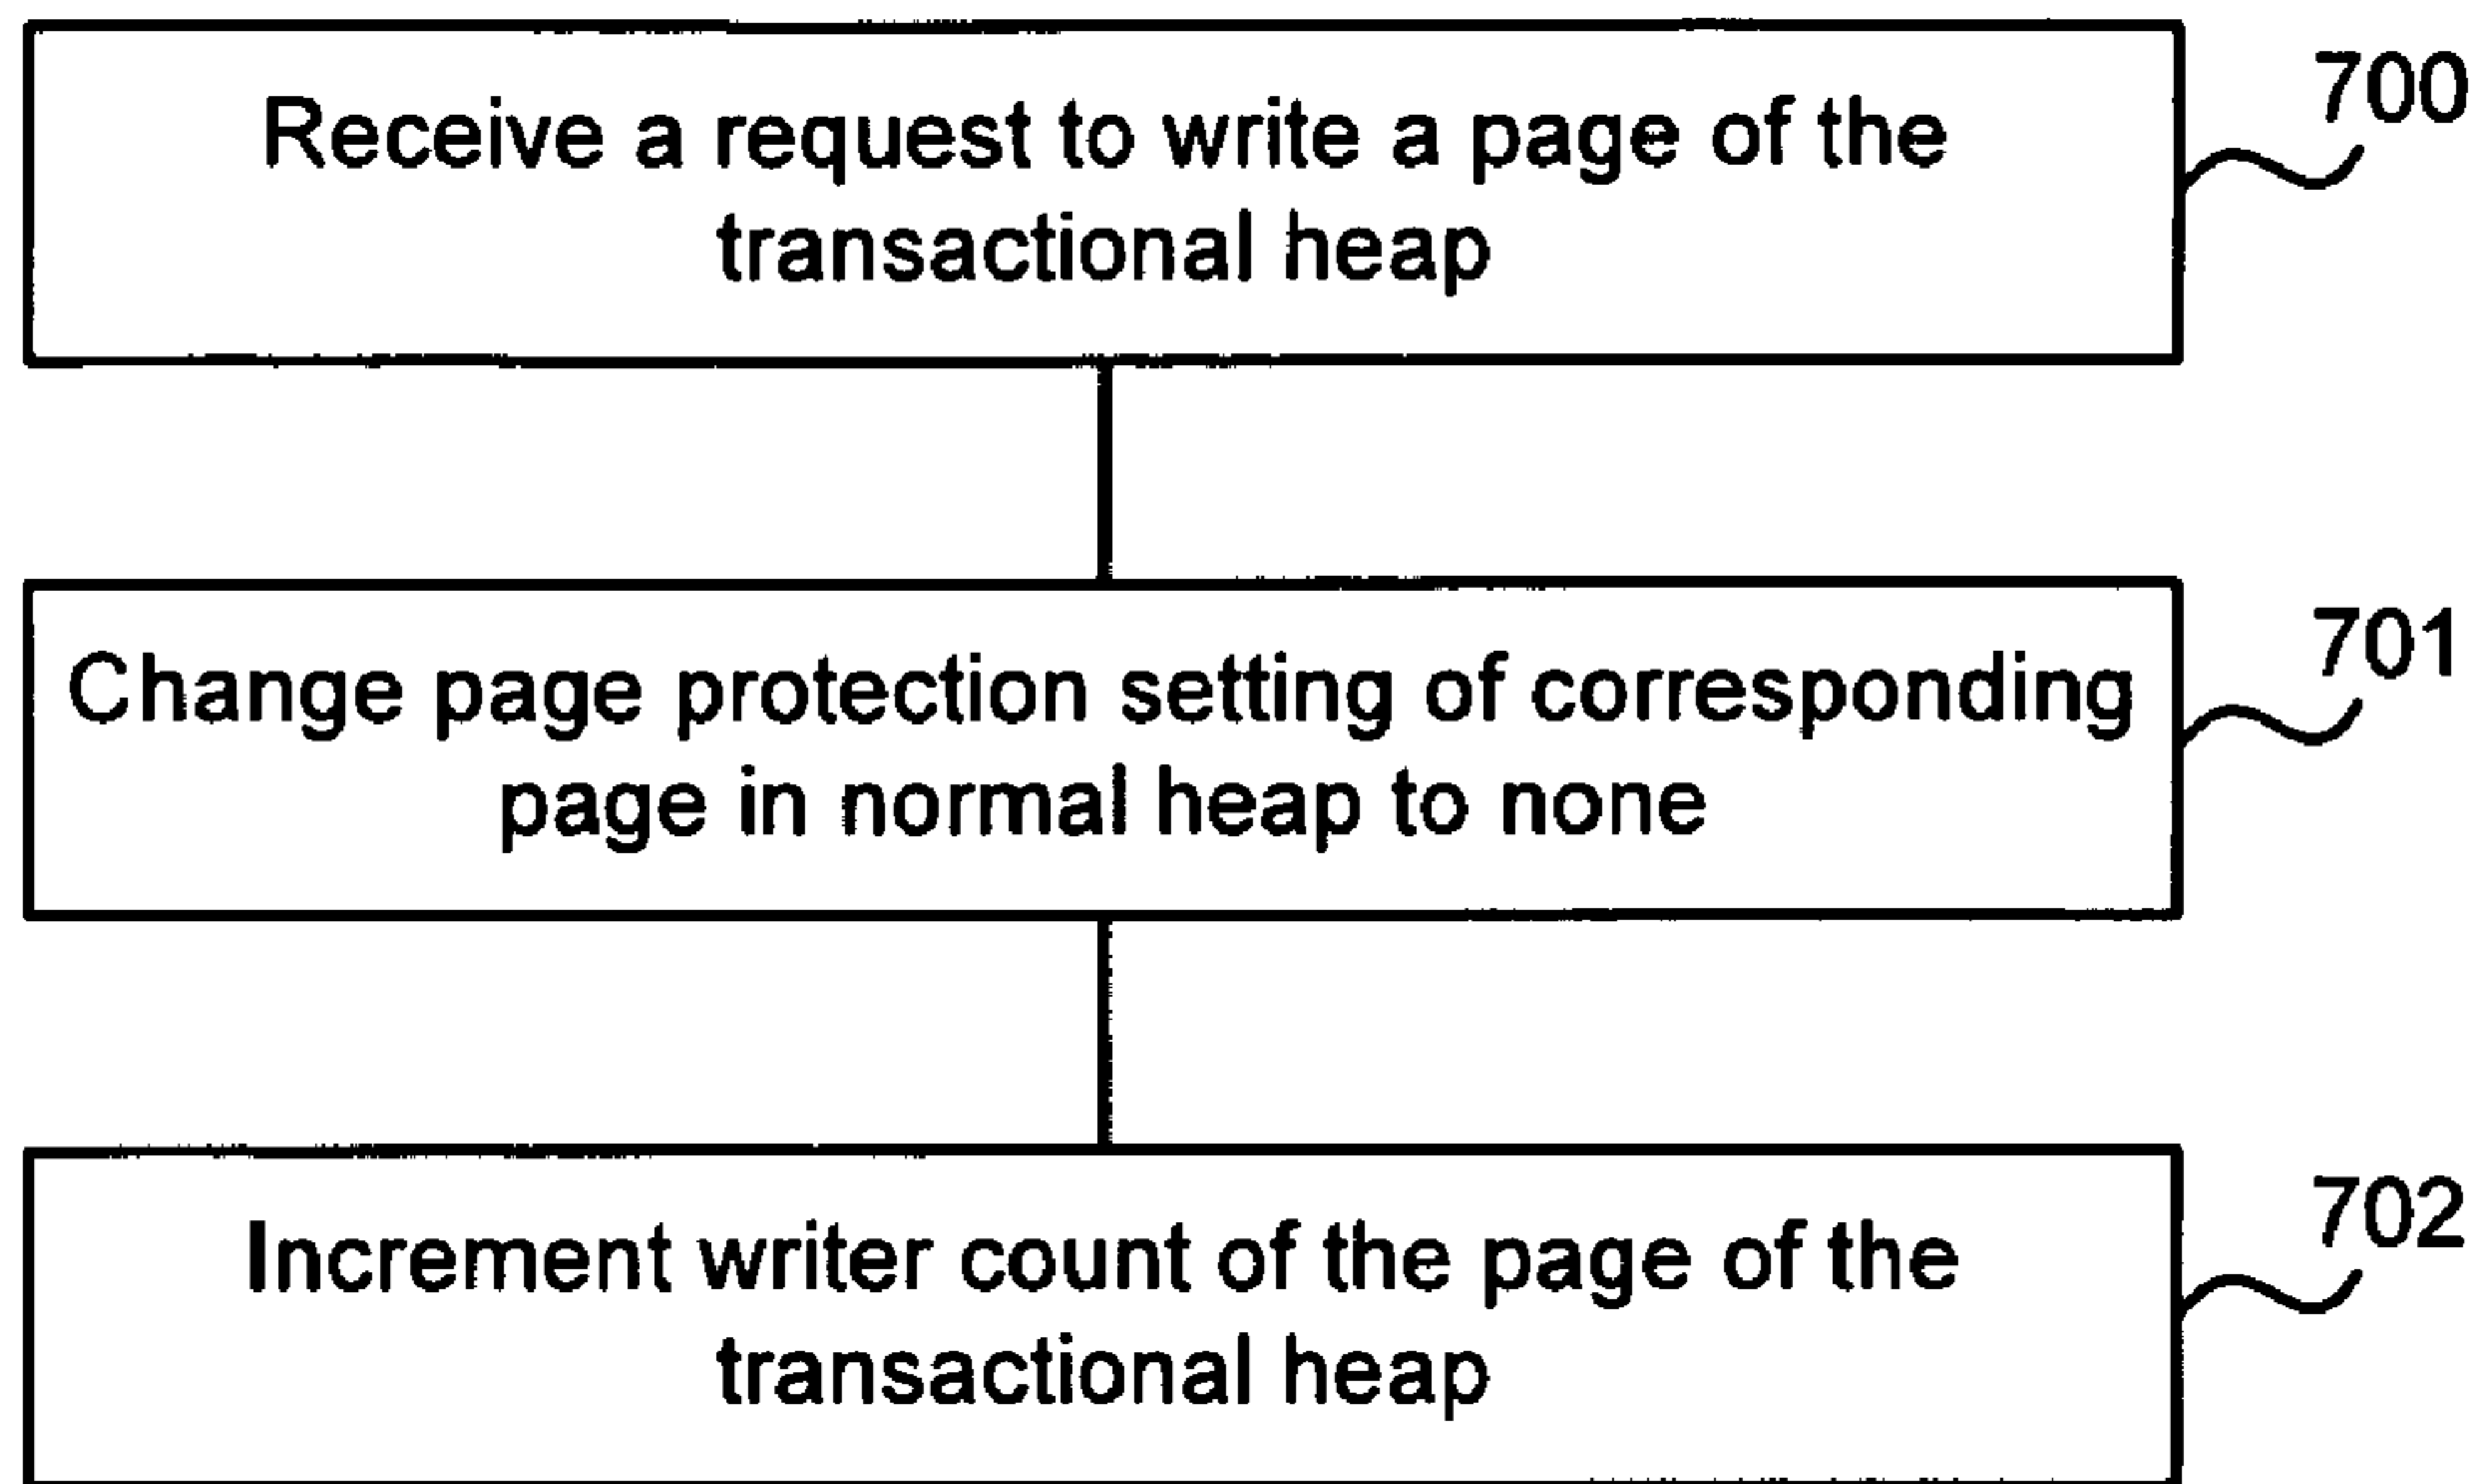 Receive a request to write a page of the
transactional heap
700
Change page protection setting of corresponding
page in normal heap to none
701
Increment writer count of the page of the
transactional heap
702